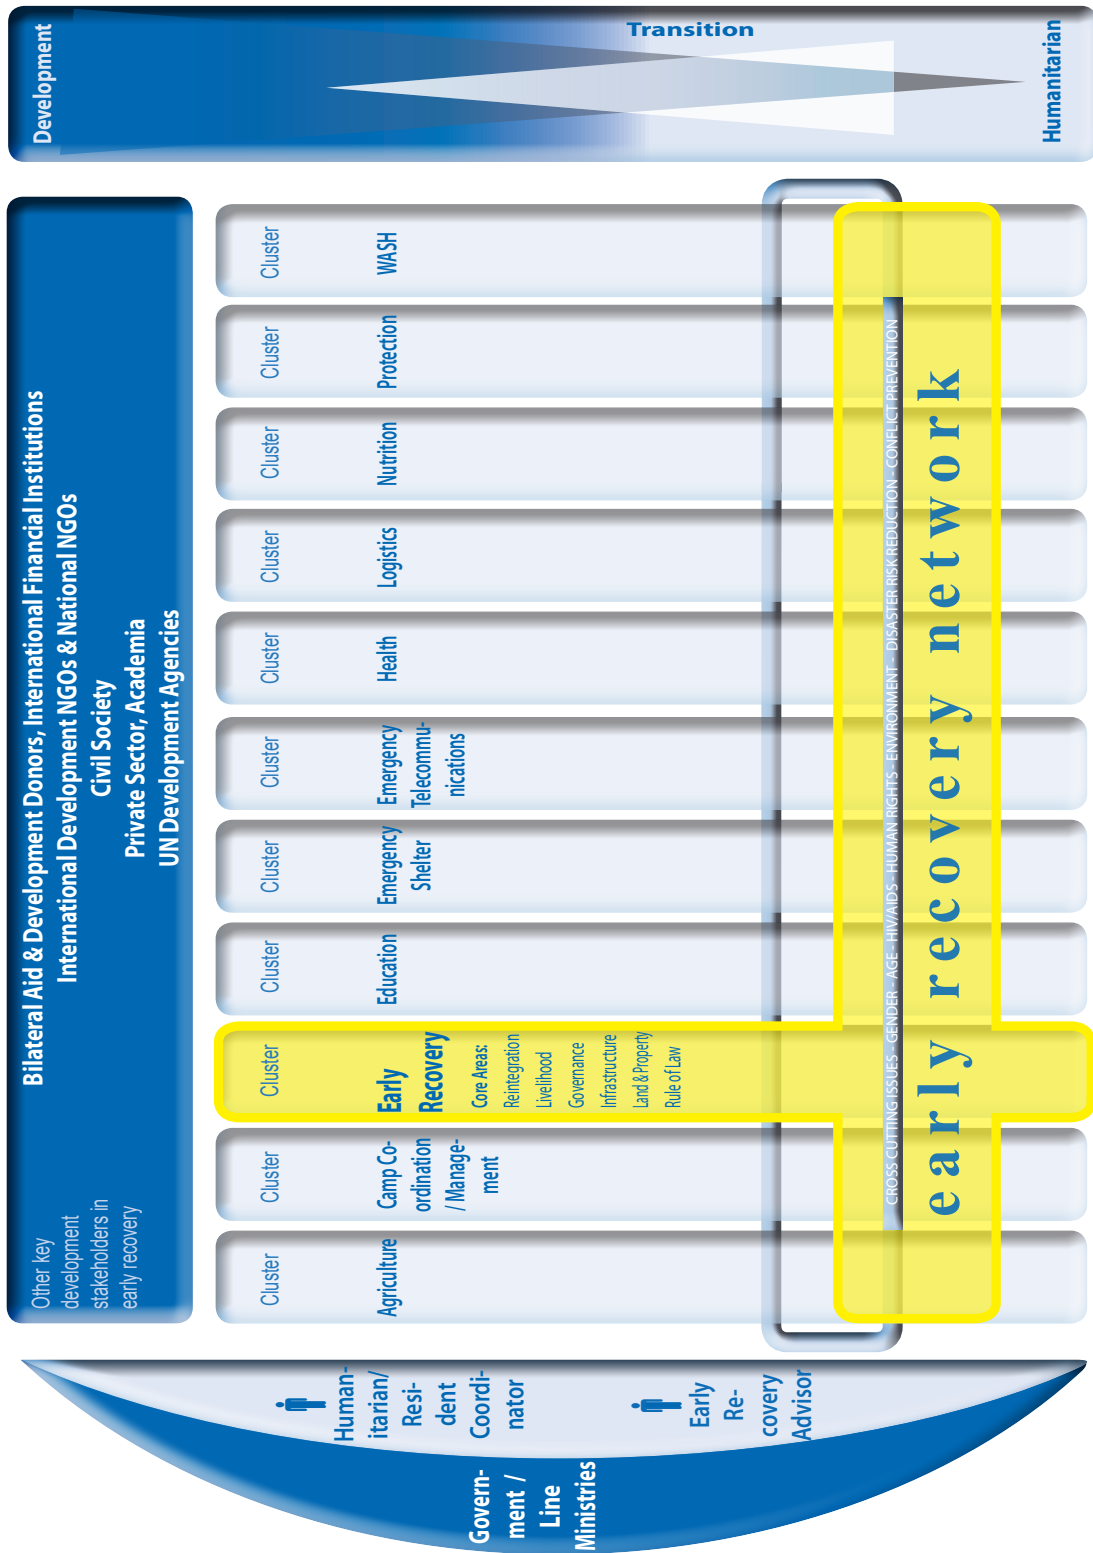 Govern-
ment /
Line
Ministries
Human-
itarian/
Resi-
dent
Coordi-
nator
Early
Re-
covery
Advisor
Other key
development
stakeholders in
early recovery
Bilateral Aid & Development Donors, International Financial Institutions
International Development NGOs & National NGOs
Civil Society
Private Sector, Academia
UN Development Agencies
Cluster
Agriculture
Cluster
Camp Co-
ordination
/ Manage-
ment
Cluster
Early
Recovery
Core Areas:
Reintegration
Livelihood
Governance
Infrastructure
Land & Property
Rule of Law
Cluster
Education
Cluster
Emergency
Shelter
Cluster
Emergency
Telecommu-
nications
Cluster
Health
Cluster
Logistics
Cluster
Nutrition
Cluster
Protection
Cluster
WASH
CROSS CUTTING ISSUES - GENDER - AGE - HIV/AIDS - HUMAN RIGHTS - ENVIRONMENT - DISASTER RISK REDUCTION - CONFLICT PREVENTION
early recovery network
Development
Transition
Humanitarian